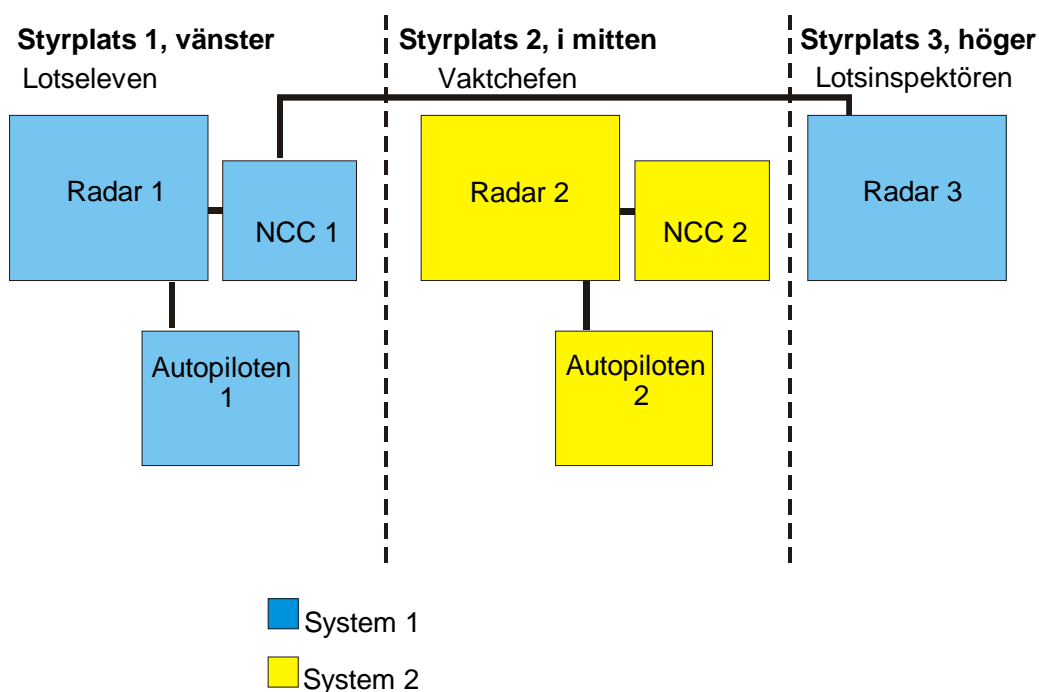 Styrplats 1, vänster
Lotseleven
Radar 1
NCC 1
Autopiloten
1
Styrplats 2, i mitten
Vaktchefen
Radar 2
NCC 2
Autopiloten
2
Styrplats 3, höger
Lotsinspektören
Radar 3
System 1
System 2